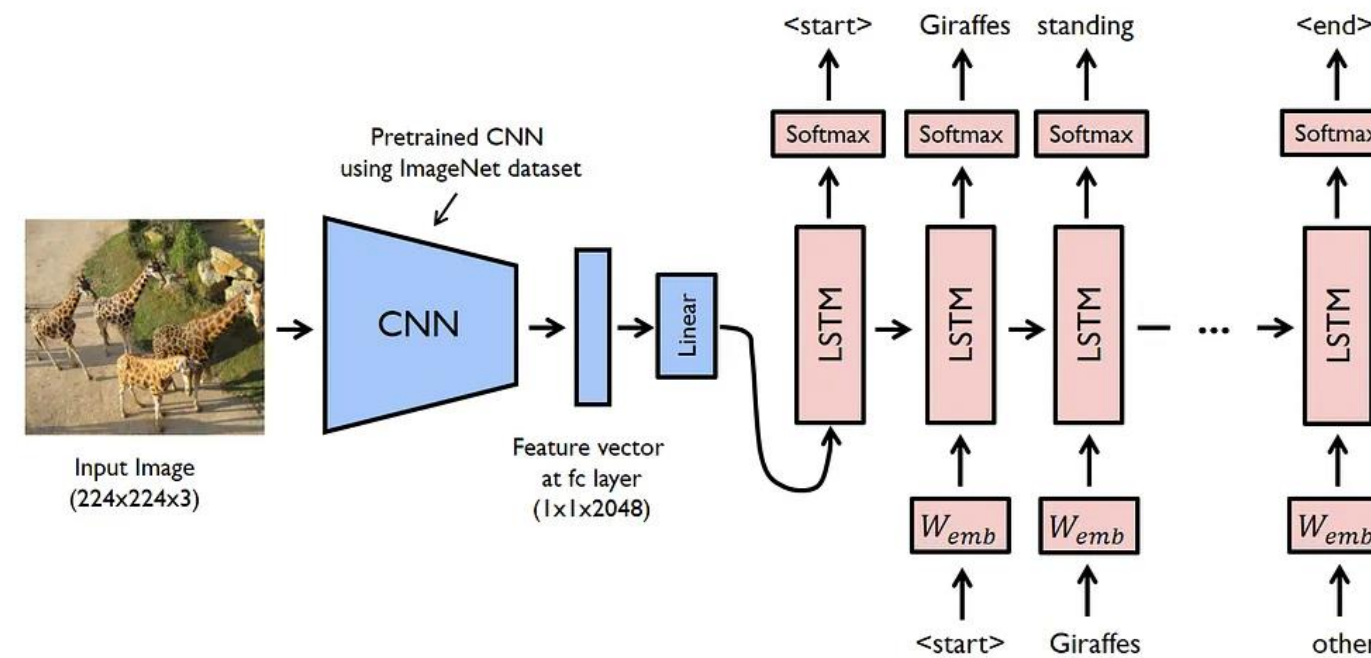 <start> Giraffes standing <end>
Softmax Softmax Softmax Softmax
Pretrained CNN
using ImageNet dataset
CNN
Linear
LSTM LSTM LSTM ... LSTM
Input Image
(224x224x3)
Feature vector
at fc layer
(1x1x2048)
W_emb W_emb W_emb
<start> Giraffes other